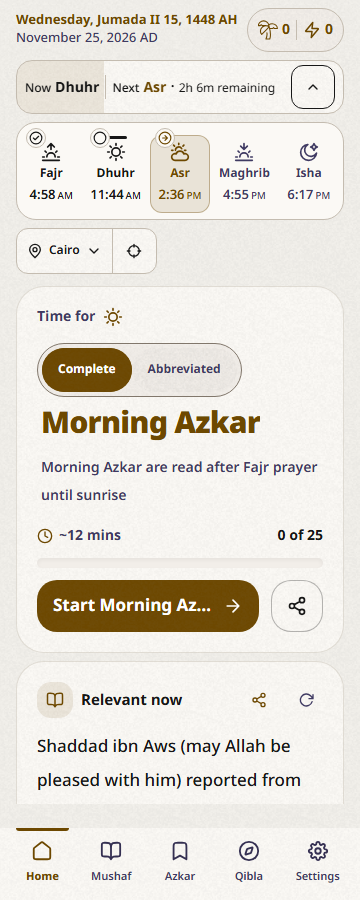 Wednesday, Jumada II 15, 1448 AH
November 25, 2026 AD
0
0
Now Dhuhr
Next Asr · 2h 6m remaining
Fajr
4:58 AM
Dhuhr
11:44 AM
Asr
2:36 PM
Maghrib
4:55 PM
Isha
6:17 PM
Cairo
Time for
Complete
Abbreviated
Morning Azkar
Morning Azkar are read after Fajr prayer
until sunrise
~12 mins
0 of 25
Start Morning Az...
Relevant now
Shaddad ibn Aws (may Allah be
pleased with him) reported from
Home
Mushaf
Azkar
Qibla
Settings